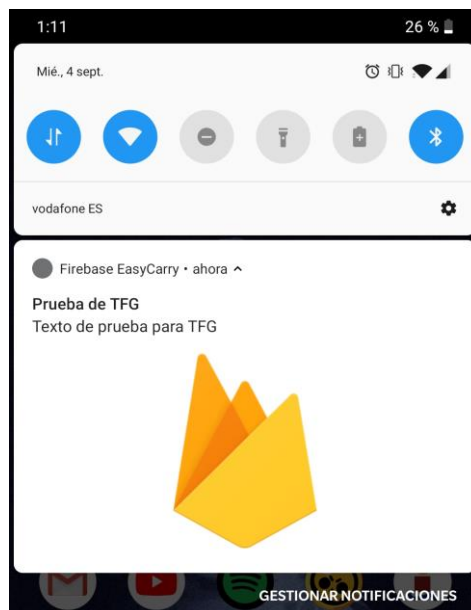 1:11 26 %
Mié., 4 sept.
vodafone ES
Firebase EasyCarry • ahora
Prueba de TFG
Texto de prueba para TFG
GESTIONAR NOTIFICACIONES